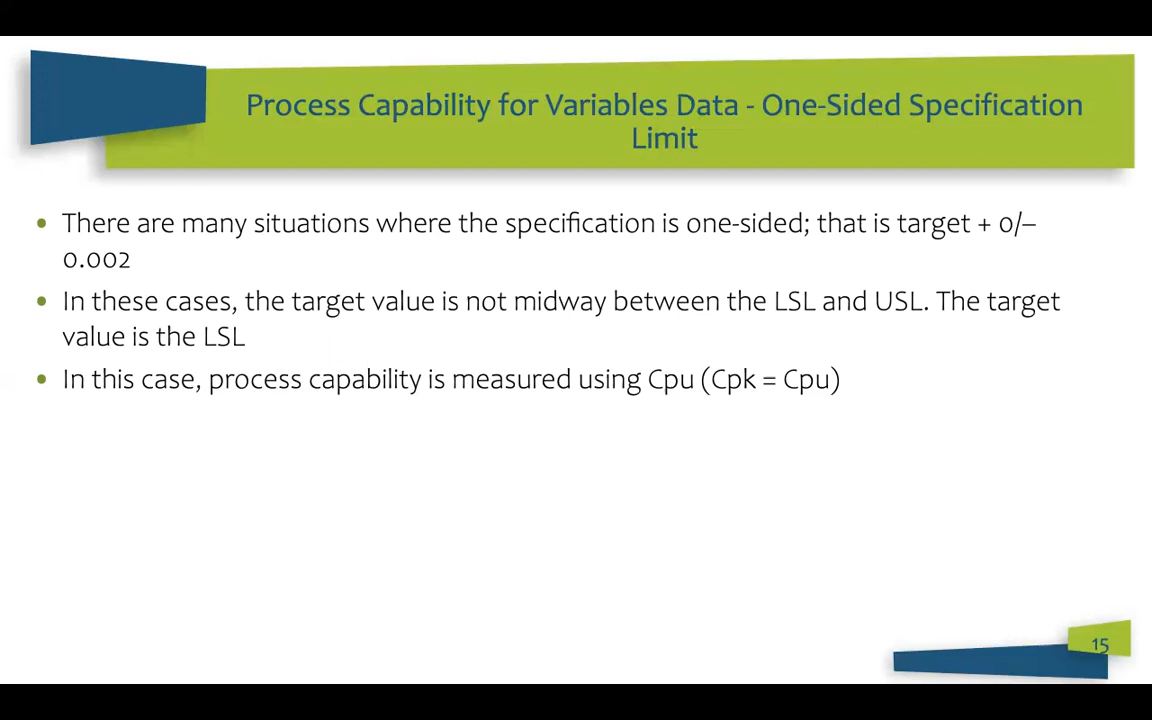 Process Capability for Variables Data - One-Sided Specification
Limit
• There are many situations where the specification is one-sided; that is target + 0/–
0.002
• In these cases, the target value is not midway between the LSL and USL. The target
value is the LSL
• In this case, process capability is measured using Cpu (Cpk = Cpu)
15